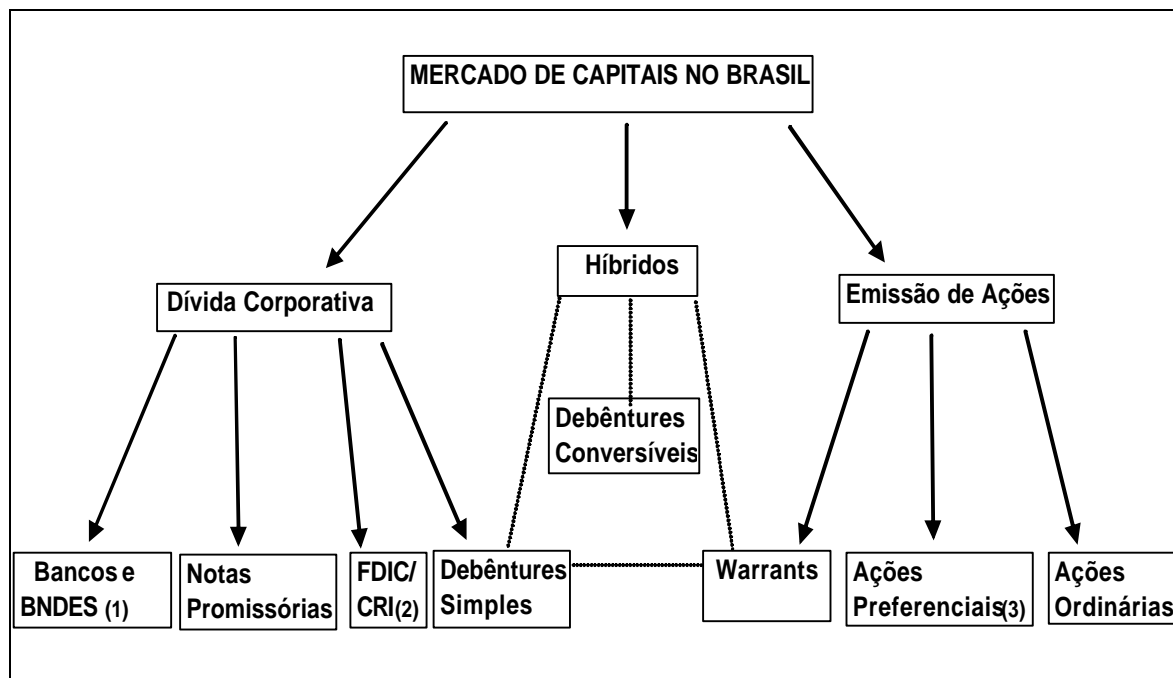 MERCADO DE CAPITAIS NO BRASIL
Híbridos
Dívida Corporativa
Emissão de Ações
Debêntures
Conversíveis
Bancos e
BNDES (1)
Notas
Promissórias
FDIC/
CRI(2)
Debêntures
Simples
Warrants
Ações
Preferenciais(3)
Ações
Ordinárias